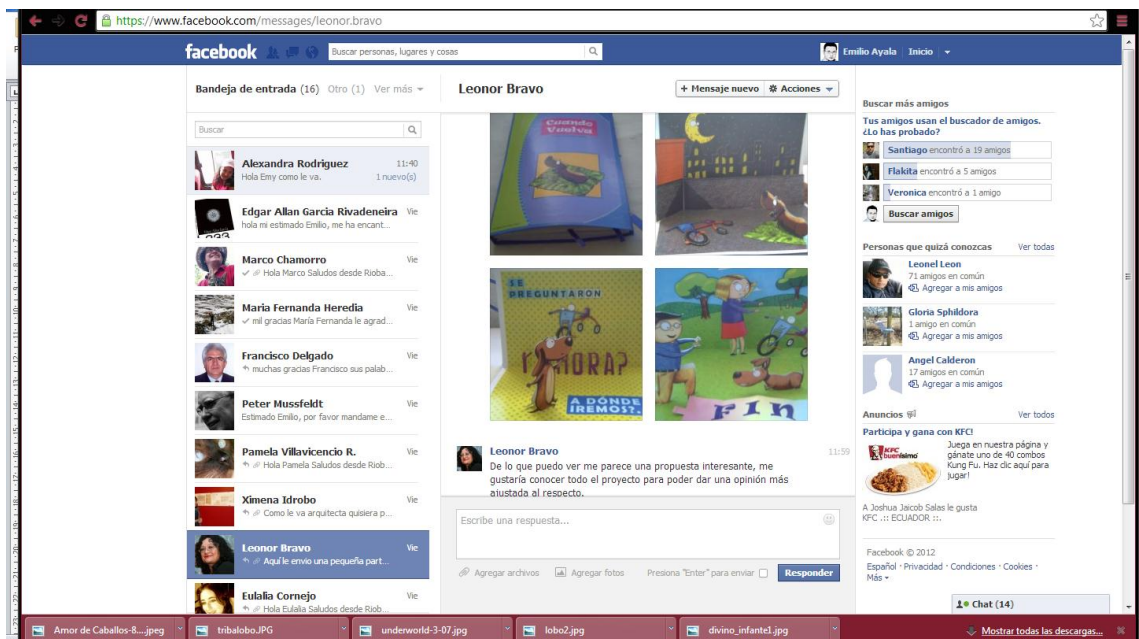 https://www.facebook.com/messages/leonor.bravo
facebook
Buscar personas, lugares y cosas
Emilio Ayala Inicio
Bandeja de entrada (16) Otro (1) Ver más
Buscar
Alexandra Rodriguez 11:40
Hola Emy como le va. 1 nuevo(s)
Edgar Allan Garcia Rivadeneira Vie
hola mi estimado Emilio, me ha encant...
Marco Chamorro Vie
Hola Marco Saludos desde Rioba...
Maria Fernanda Heredia Vie
mil gracias María Fernanda le agrad...
Francisco Delgado Vie
muchas gracias Francisco sus palab...
Peter Mussfeldt Vie
Estimado Emilio, por favor mandame e...
Pamela Villavicencio R. Vie
Hola Pamela Saludos desde Riob...
Ximena Idrobo Vie
Como le va arquitecta quisiera p...
Leonor Bravo Vie
Aquí le envio una pequeña part...
Eulalia Cornejo Vie
Hola Eulalia Saludos desde Riob...
Leonor Bravo
+ Mensaje nuevo Acciones
Cuando
Vuelva
SE
PREGUNTARON
Y AHORA?
A DÓNDE
IREMOS?.
FIN
Leonor Bravo 11:59
De lo que puedo ver me parece una propuesta interesante, me
gustaría conocer todo el proyecto para poder dar una opinión más
ajustada al respecto.
Escribe una respuesta...
Agregar archivos Agregar fotos Presiona "Enter" para enviar Responder
Buscar más amigos
Tus amigos usan el buscador de amigos.
¿Lo has probado?
Santiago encontró a 19 amigos
Flakita encontró a 5 amigos
Veronica encontró a 1 amigo
Buscar amigos
Personas que quizá conozcas Ver todas
Leonel Leon
71 amigos en común
Agregar a mis amigos
Gloria Sphildora
1 amigo en común
Agregar a mis amigos
Angel Calderon
17 amigos en común
Agregar a mis amigos
Anuncios Ver todos
Participa y gana con KFC!
KFC
buenísimo
Juega en nuestra página y
gánate uno de 40 combos
Kung Fu. Haz clic aquí para
jugar!
A Joshua Jaicob Salas le gusta
KFC .:: ECUADOR ::.
Facebook © 2012
Español · Privacidad · Condiciones · Cookies ·
Más
Chat (14)
Amor de Caballos-8....jpeg
tribalobo.JPG
underworld-3-07.jpg
lobo2.jpg
divino_infante1.jpg
Mostrar todas las descargas...